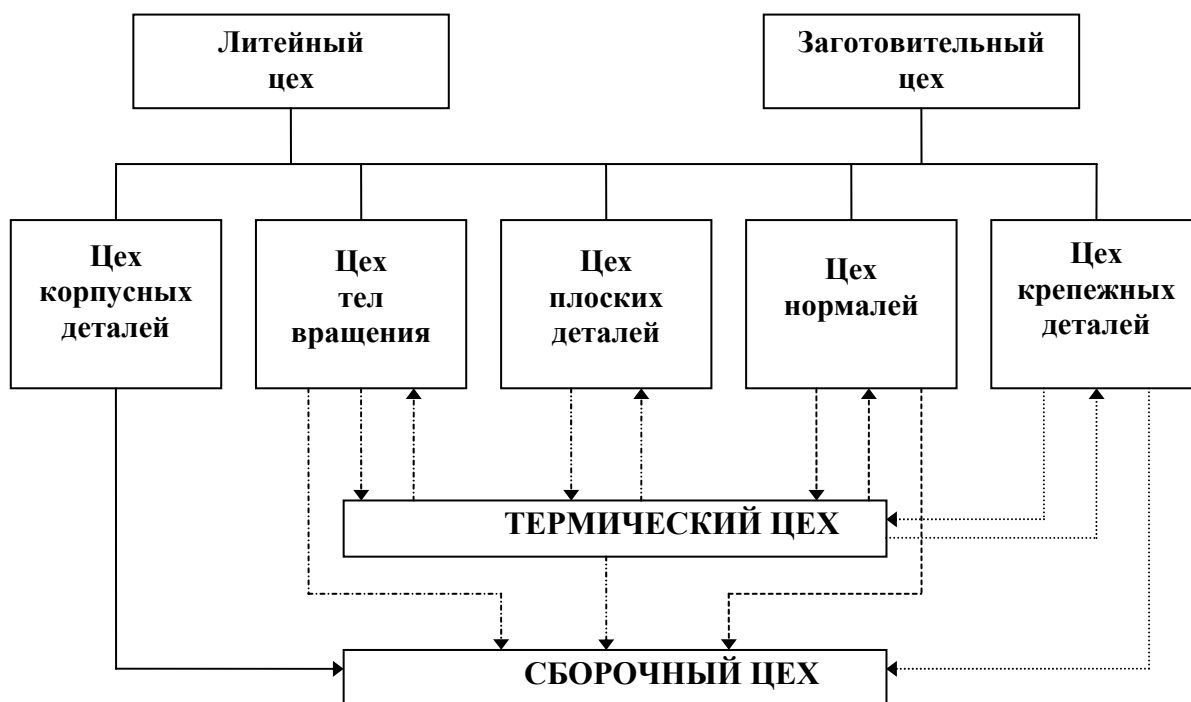 Литейный
цех
Заготовительный
цех
Цех
корпусных
деталей
Цех
тел
вращения
Цех
плоских
деталей
Цех
нормалей
Цех
крепежных
деталей
ТЕРМИЧЕСКИЙ ЦЕХ
СБОРОЧНЫЙ ЦЕХ